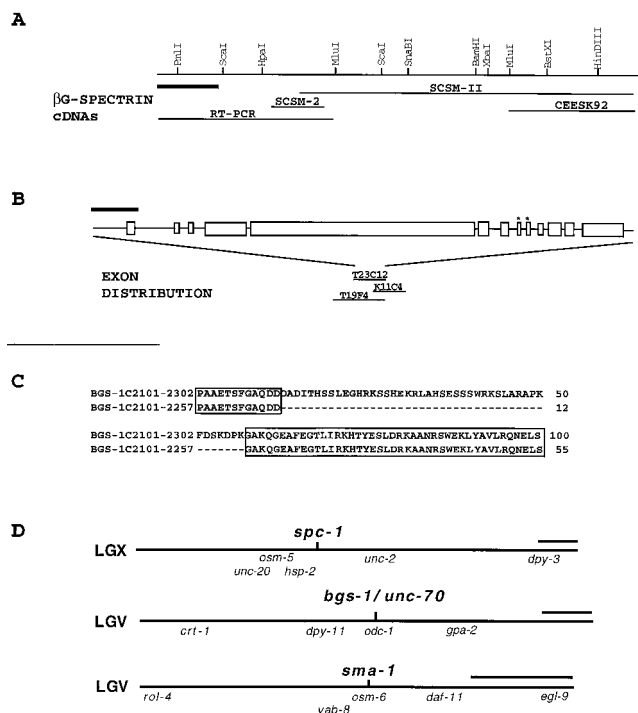 A
PmlI ScaI HpaI MluI ScaI SnaBI BamHI XbaI MluI BstXI HinDIII
SCSM-II
βG-SPECTRIN SCSM-2 CEESK92
cDNAs RT-PCR
B
* *
EXON T23C12
DISTRIBUTION K11C4
T19F4
C
BGS-1C2101-2302 PAAETSFGAQDDDADITHSSLEGHRKSSHEKRLAHSESSSWRKSLARAPK 50
BGS-1C2101-2257 PAAETSFGAQDD-------------------------------------- 12
BGS-1C2101-2302 FDSKDPKGAKQGEAFEGTLIRKHTYESLDRKAANRSWEKLYAVLRQNELS 100
BGS-1C2101-2257 -------GAKQGEAFEGTLIRKHTYESLDRKAANRSWEKLYAVLRQNELS 55
D
spc-1
LGX
osm-5 unc-2 dpy-3
unc-20 hsp-2
bgs-1/unc-70
LGV
crt-1 dpy-11 odc-1 gpa-2
sma-1
LGV
rol-4 osm-6 daf-11 egl-9
vab-8